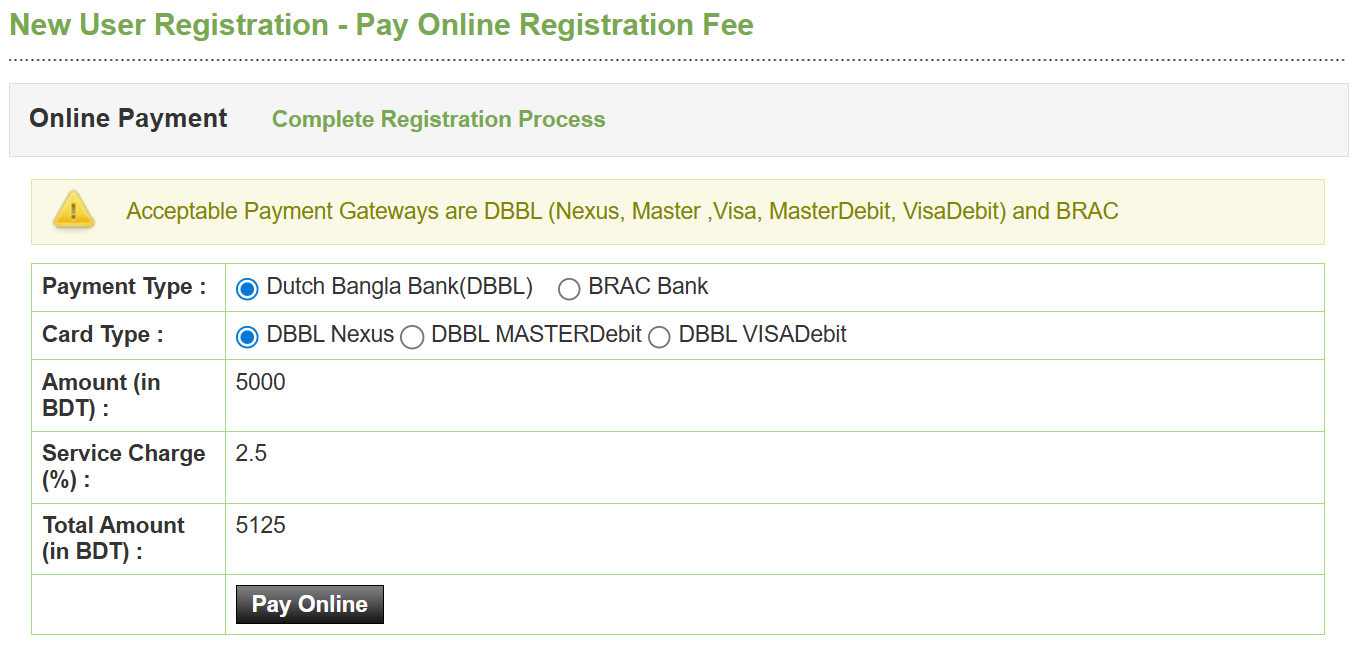 New User Registration - Pay Online Registration Fee
Online Payment Complete Registration Process
Acceptable Payment Gateways are DBBL (Nexus, Master ,Visa, MasterDebit, VisaDebit) and BRAC
Payment Type : Dutch Bangla Bank(DBBL) BRAC Bank
Card Type : DBBL Nexus DBBL MASTERDebit DBBL VISADebit
Amount (in
BDT) :
5000
Service Charge
(%) :
2.5
Total Amount
(in BDT) :
5125
Pay Online